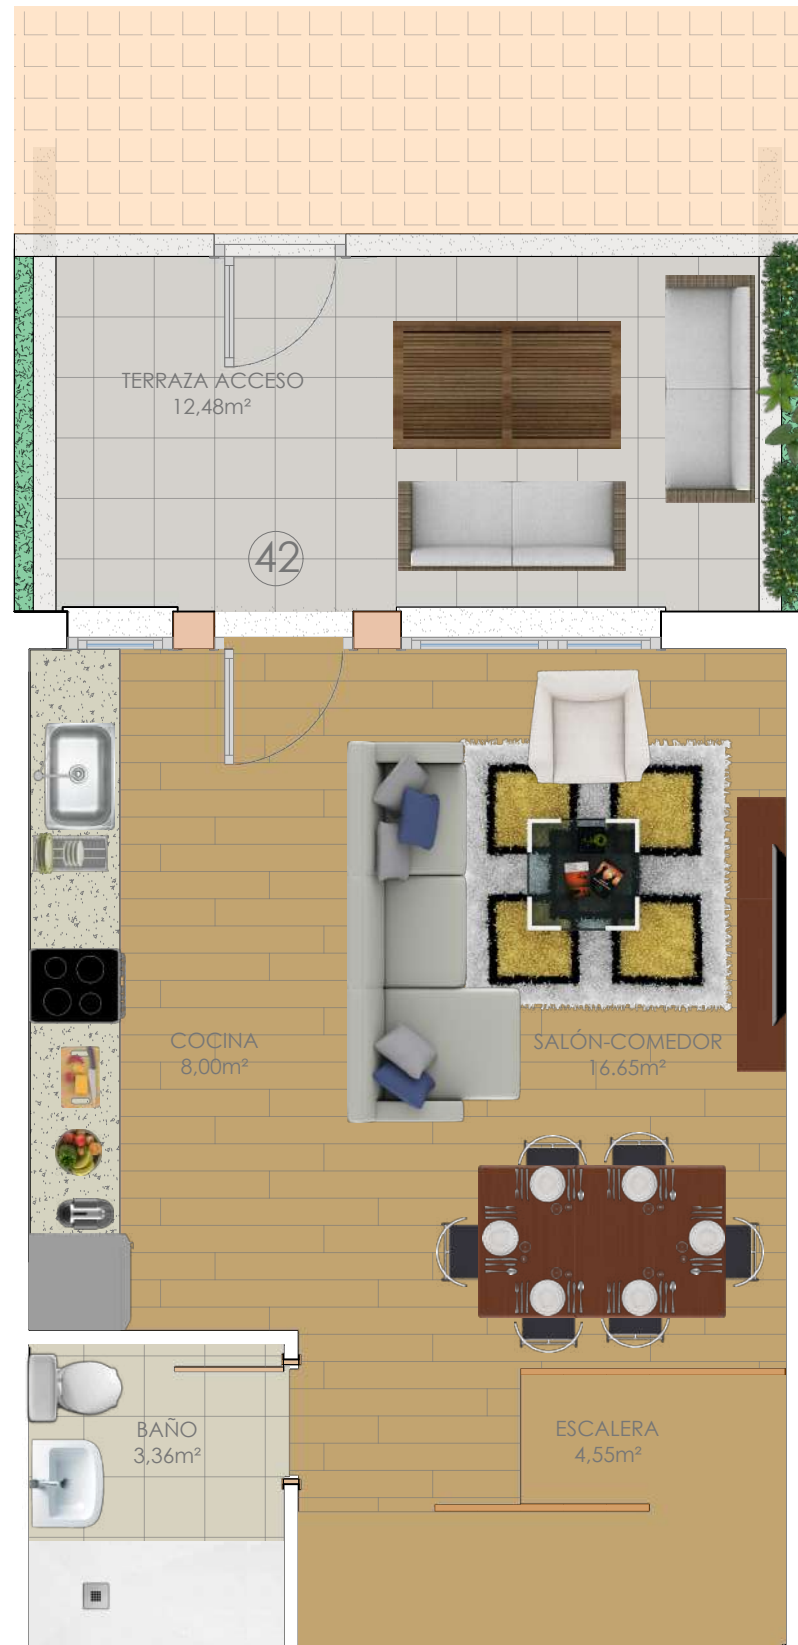 TERRAZA ACCESO
12,48m²
42
COCINA
8,00m²
SALÓN-COMEDOR
16.65m²
BAÑO
3,36m²
ESCALERA
4,55m²